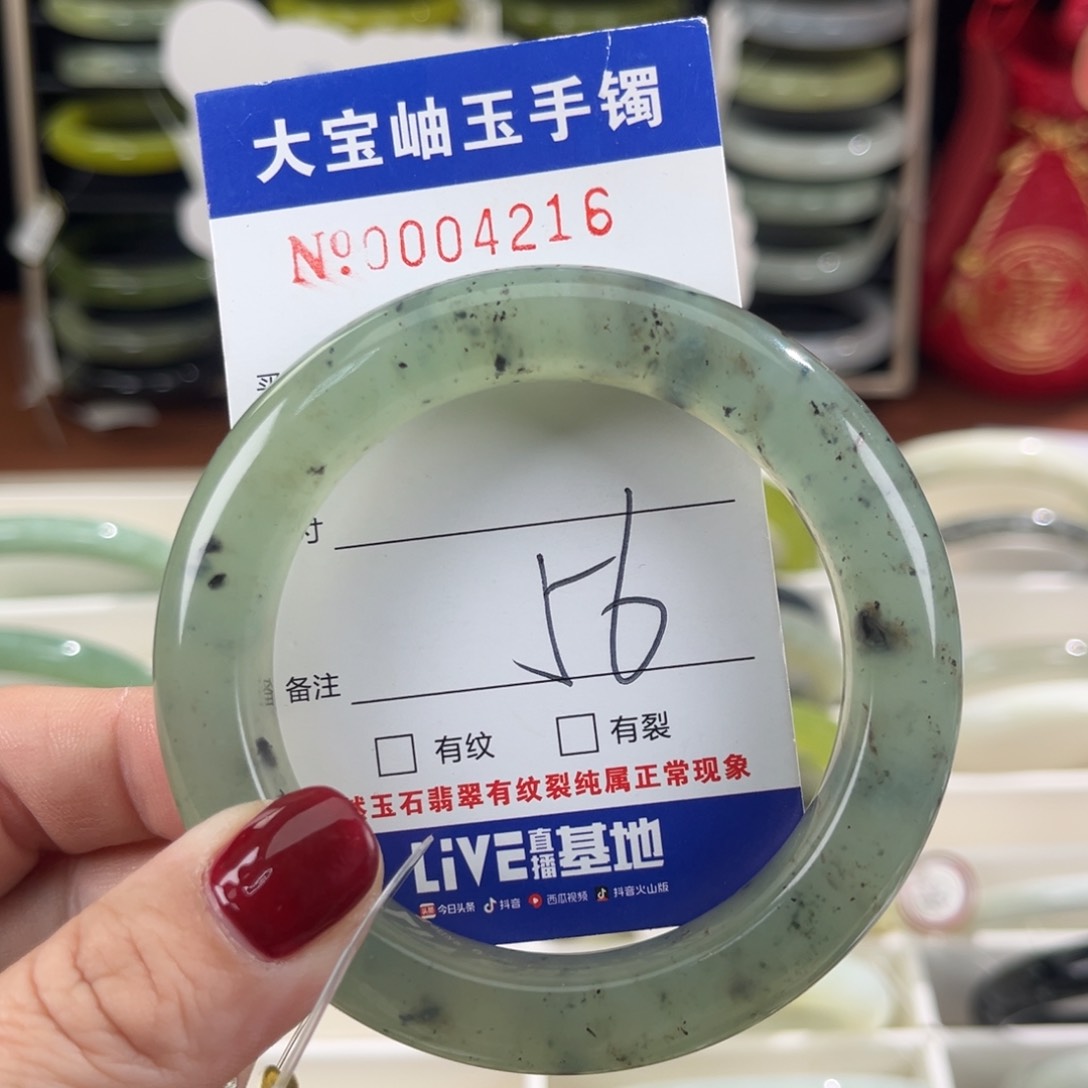 大宝岫玉手镯
№0004216
寸
56
备注
□ 有纹 □ 有裂
玉石翡翠有纹裂纯属正常现象
LiVE直播基地
今日头条 抖音 西瓜视频 抖音火山版